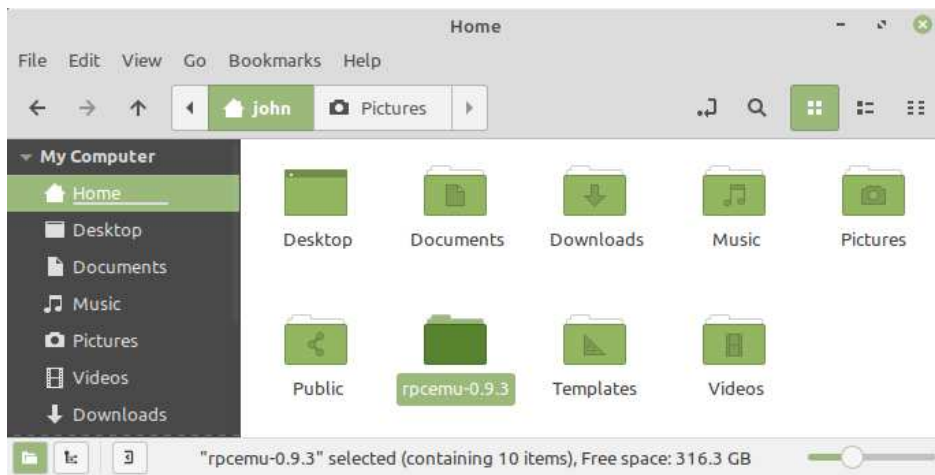 Home
File Edit View Go Bookmarks Help
john Pictures
My Computer
Home
Desktop
Documents
Music
Pictures
Videos
Downloads
Desktop Documents Downloads Music Pictures
Public rpcemu-0.9.3 Templates Videos
"rpcemu-0.9.3" selected (containing 10 items), Free space: 316.3 GB